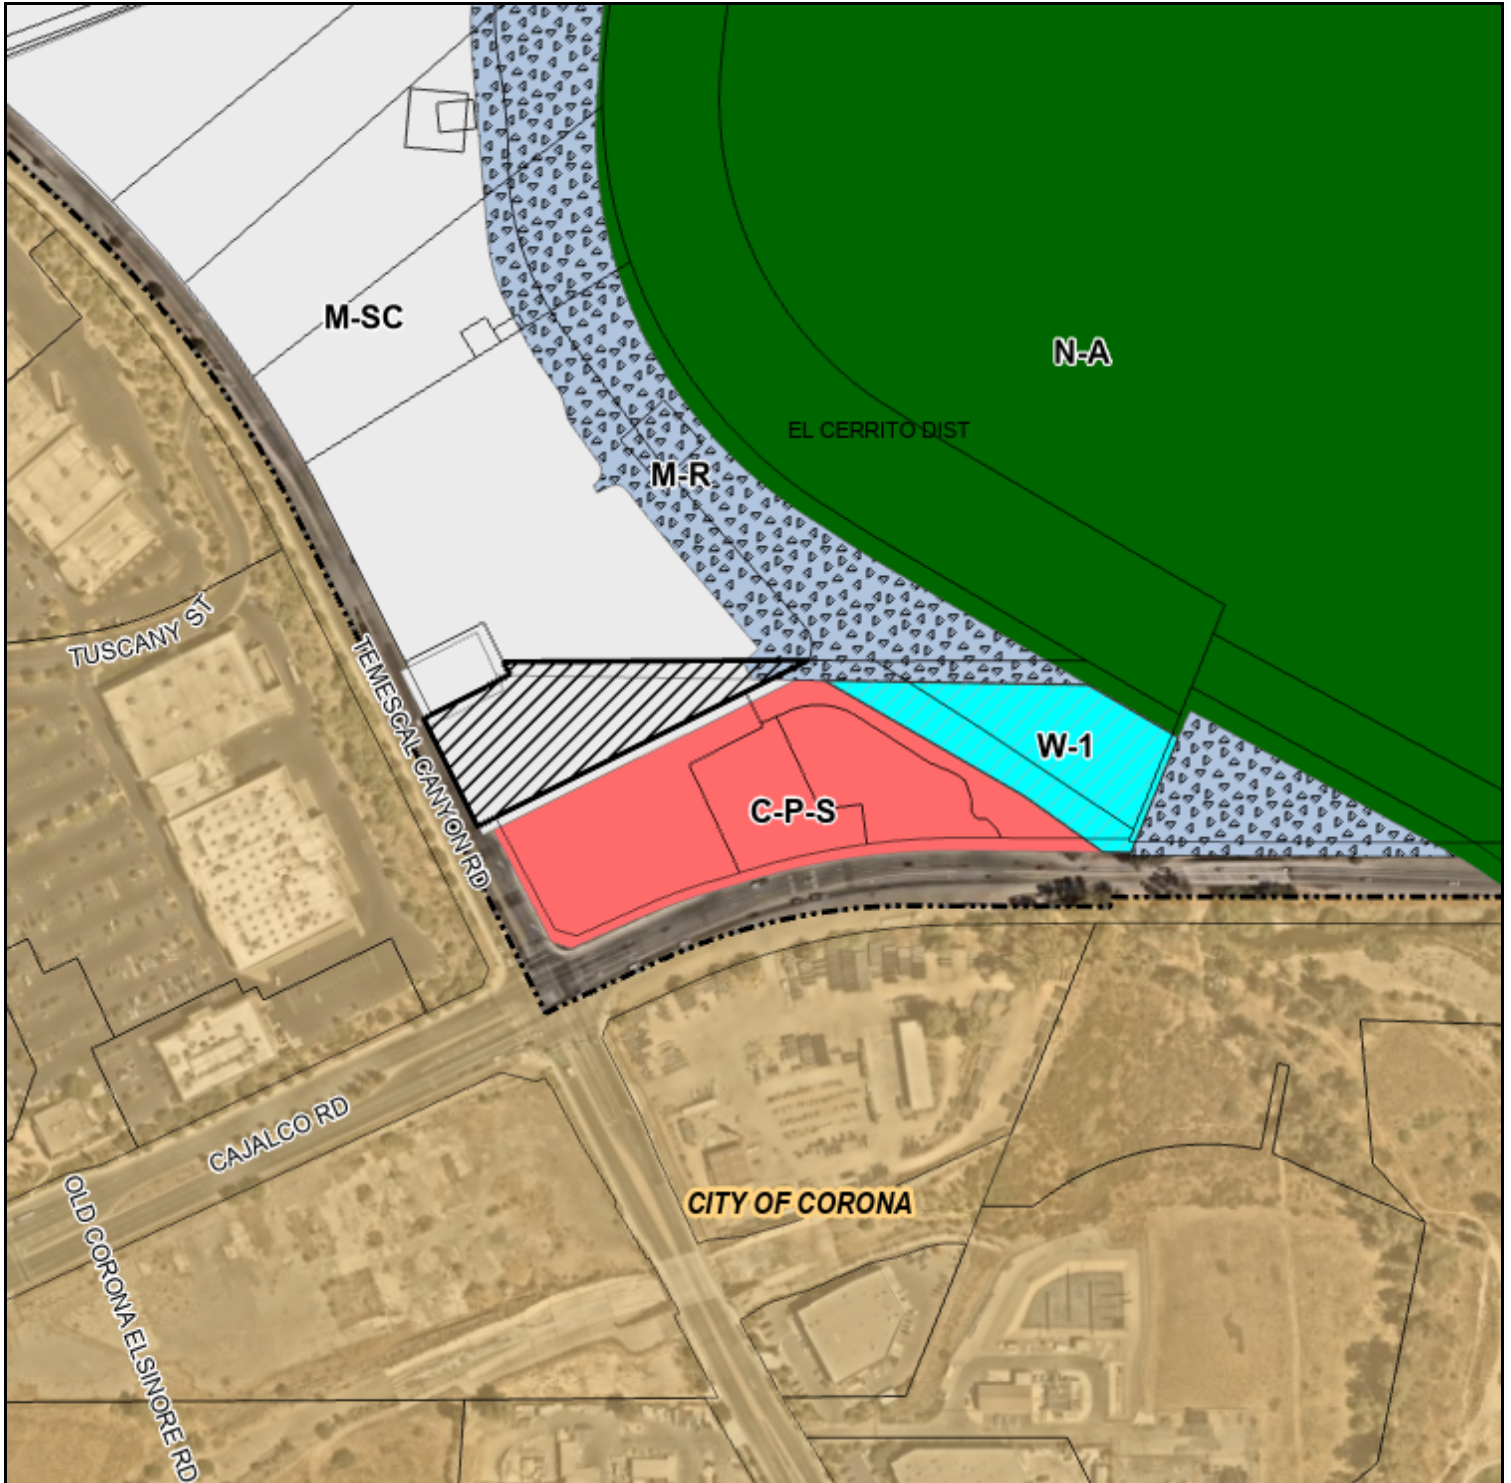 M-SC
N-A
EL CERRITO DIST
M-R
TUSCANY ST
TEMESCAL CANYON RD
W-1
C-P-S
CAJALCO RD
OLD CORONA ELSINORE RD
CITY OF CORONA